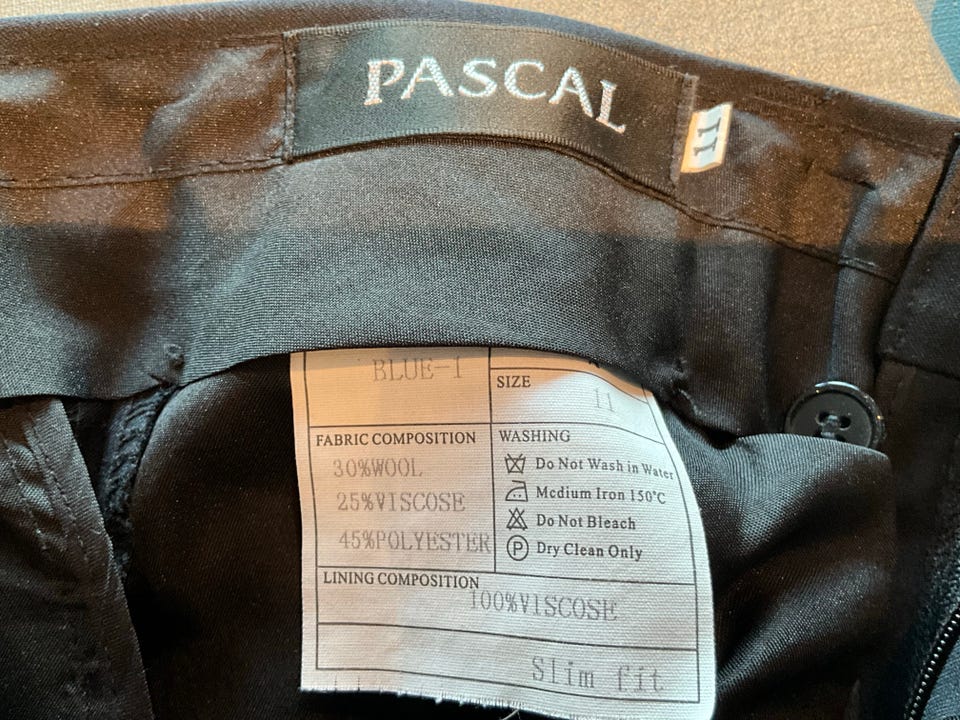 PASCAL
11
BLUE-1
SIZE
11
FABRIC COMPOSITION
30%WOOL
25%VISCOSE
45%POLYESTER
WASHING
Do Not Wash in Water
Medium Iron 150°C
Do Not Bleach
P Dry Clean Only
LINING COMPOSITION
100%VISCOSE
Slim fit